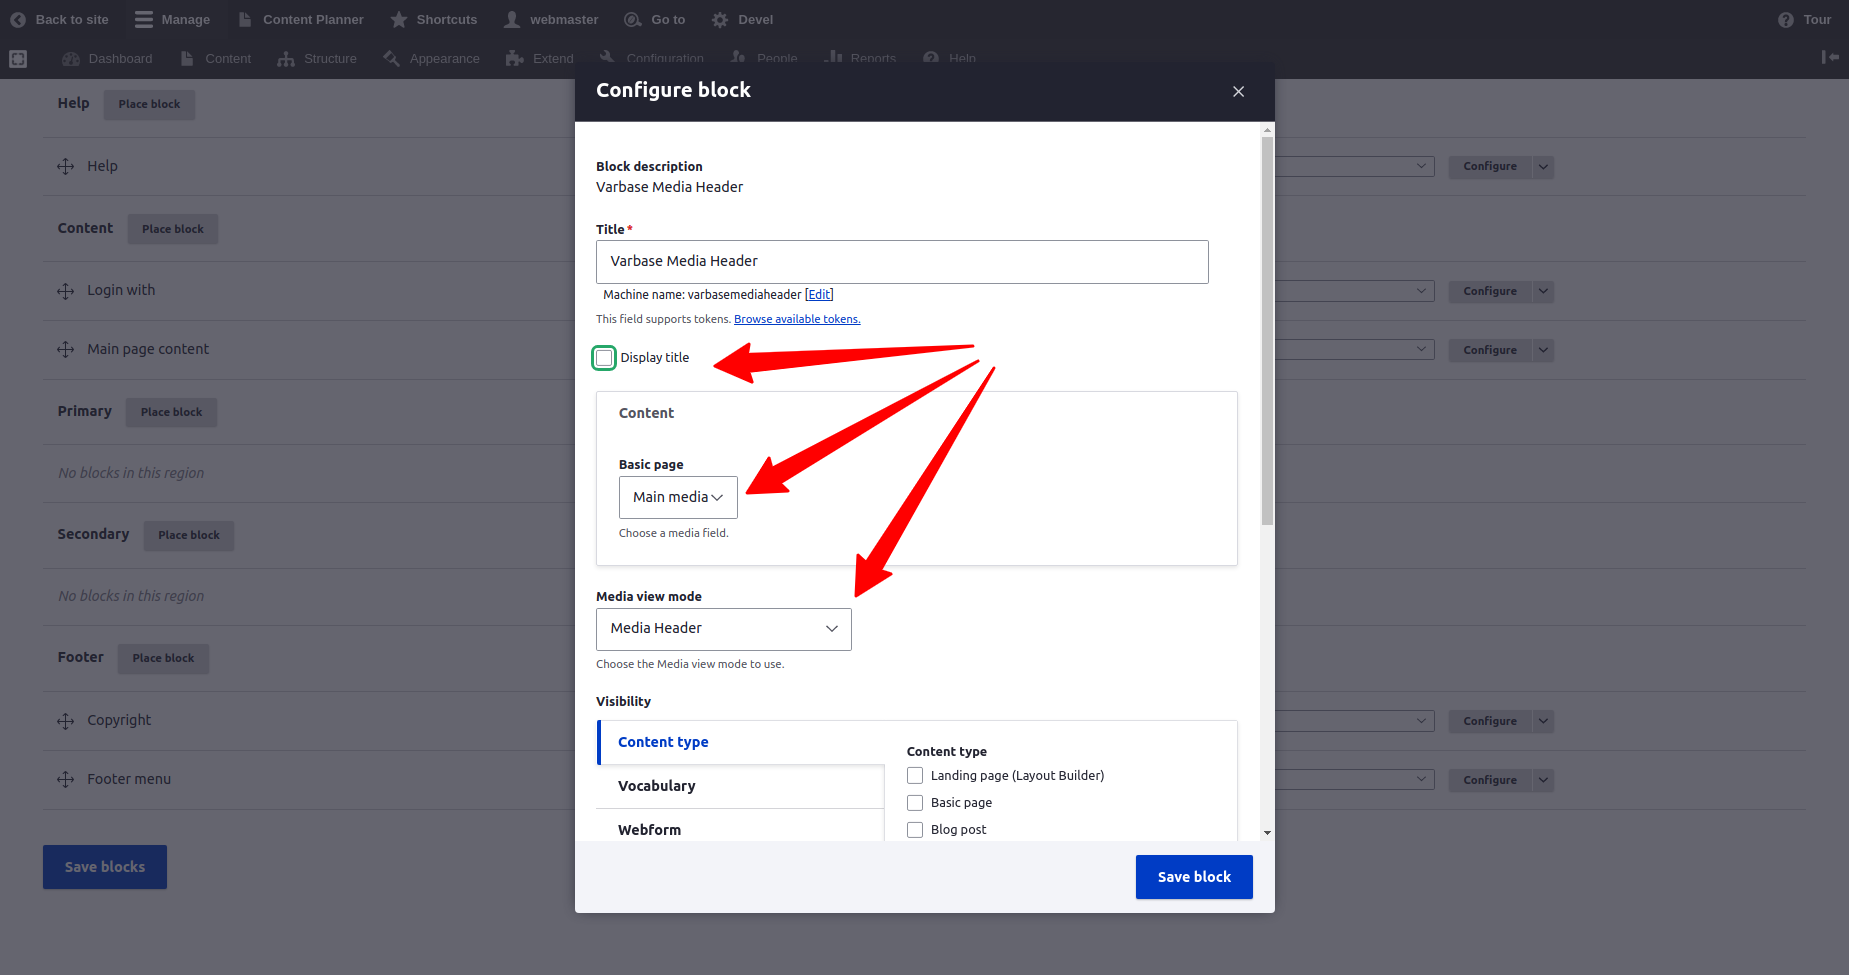 Back to site Manage Content Planner Shortcuts webmaster Go to Devel Tour
Dashboard Content Structure Appearance Extend Configuration People Reports Help
Configure block
Help Place block
Help Configure
Content Place block
Login with Configure
Main page content Configure
Primary Place block
No blocks in this region
Secondary Place block
No blocks in this region
Footer Place block
Copyright Configure
Footer menu Configure
Save blocks
Block description
Varbase Media Header
Title*
Varbase Media Header
Machine name: varbasemediaheader [Edit]
This field supports tokens. Browse available tokens.
Display title
Content
Basic page
Main media
Choose a media field.
Media view mode
Media Header
Choose the Media view mode to use.
Visibility
Content type
Vocabulary
Webform
Content type
Landing page (Layout Builder)
Basic page
Blog post
Save block